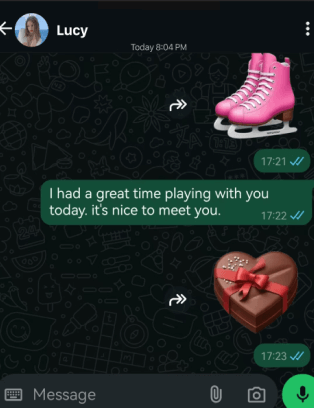 Lucy
Today 8:04 PM
17:21
I had a great time playing with you
today. it's nice to meet you.
17:22
17:23
Message